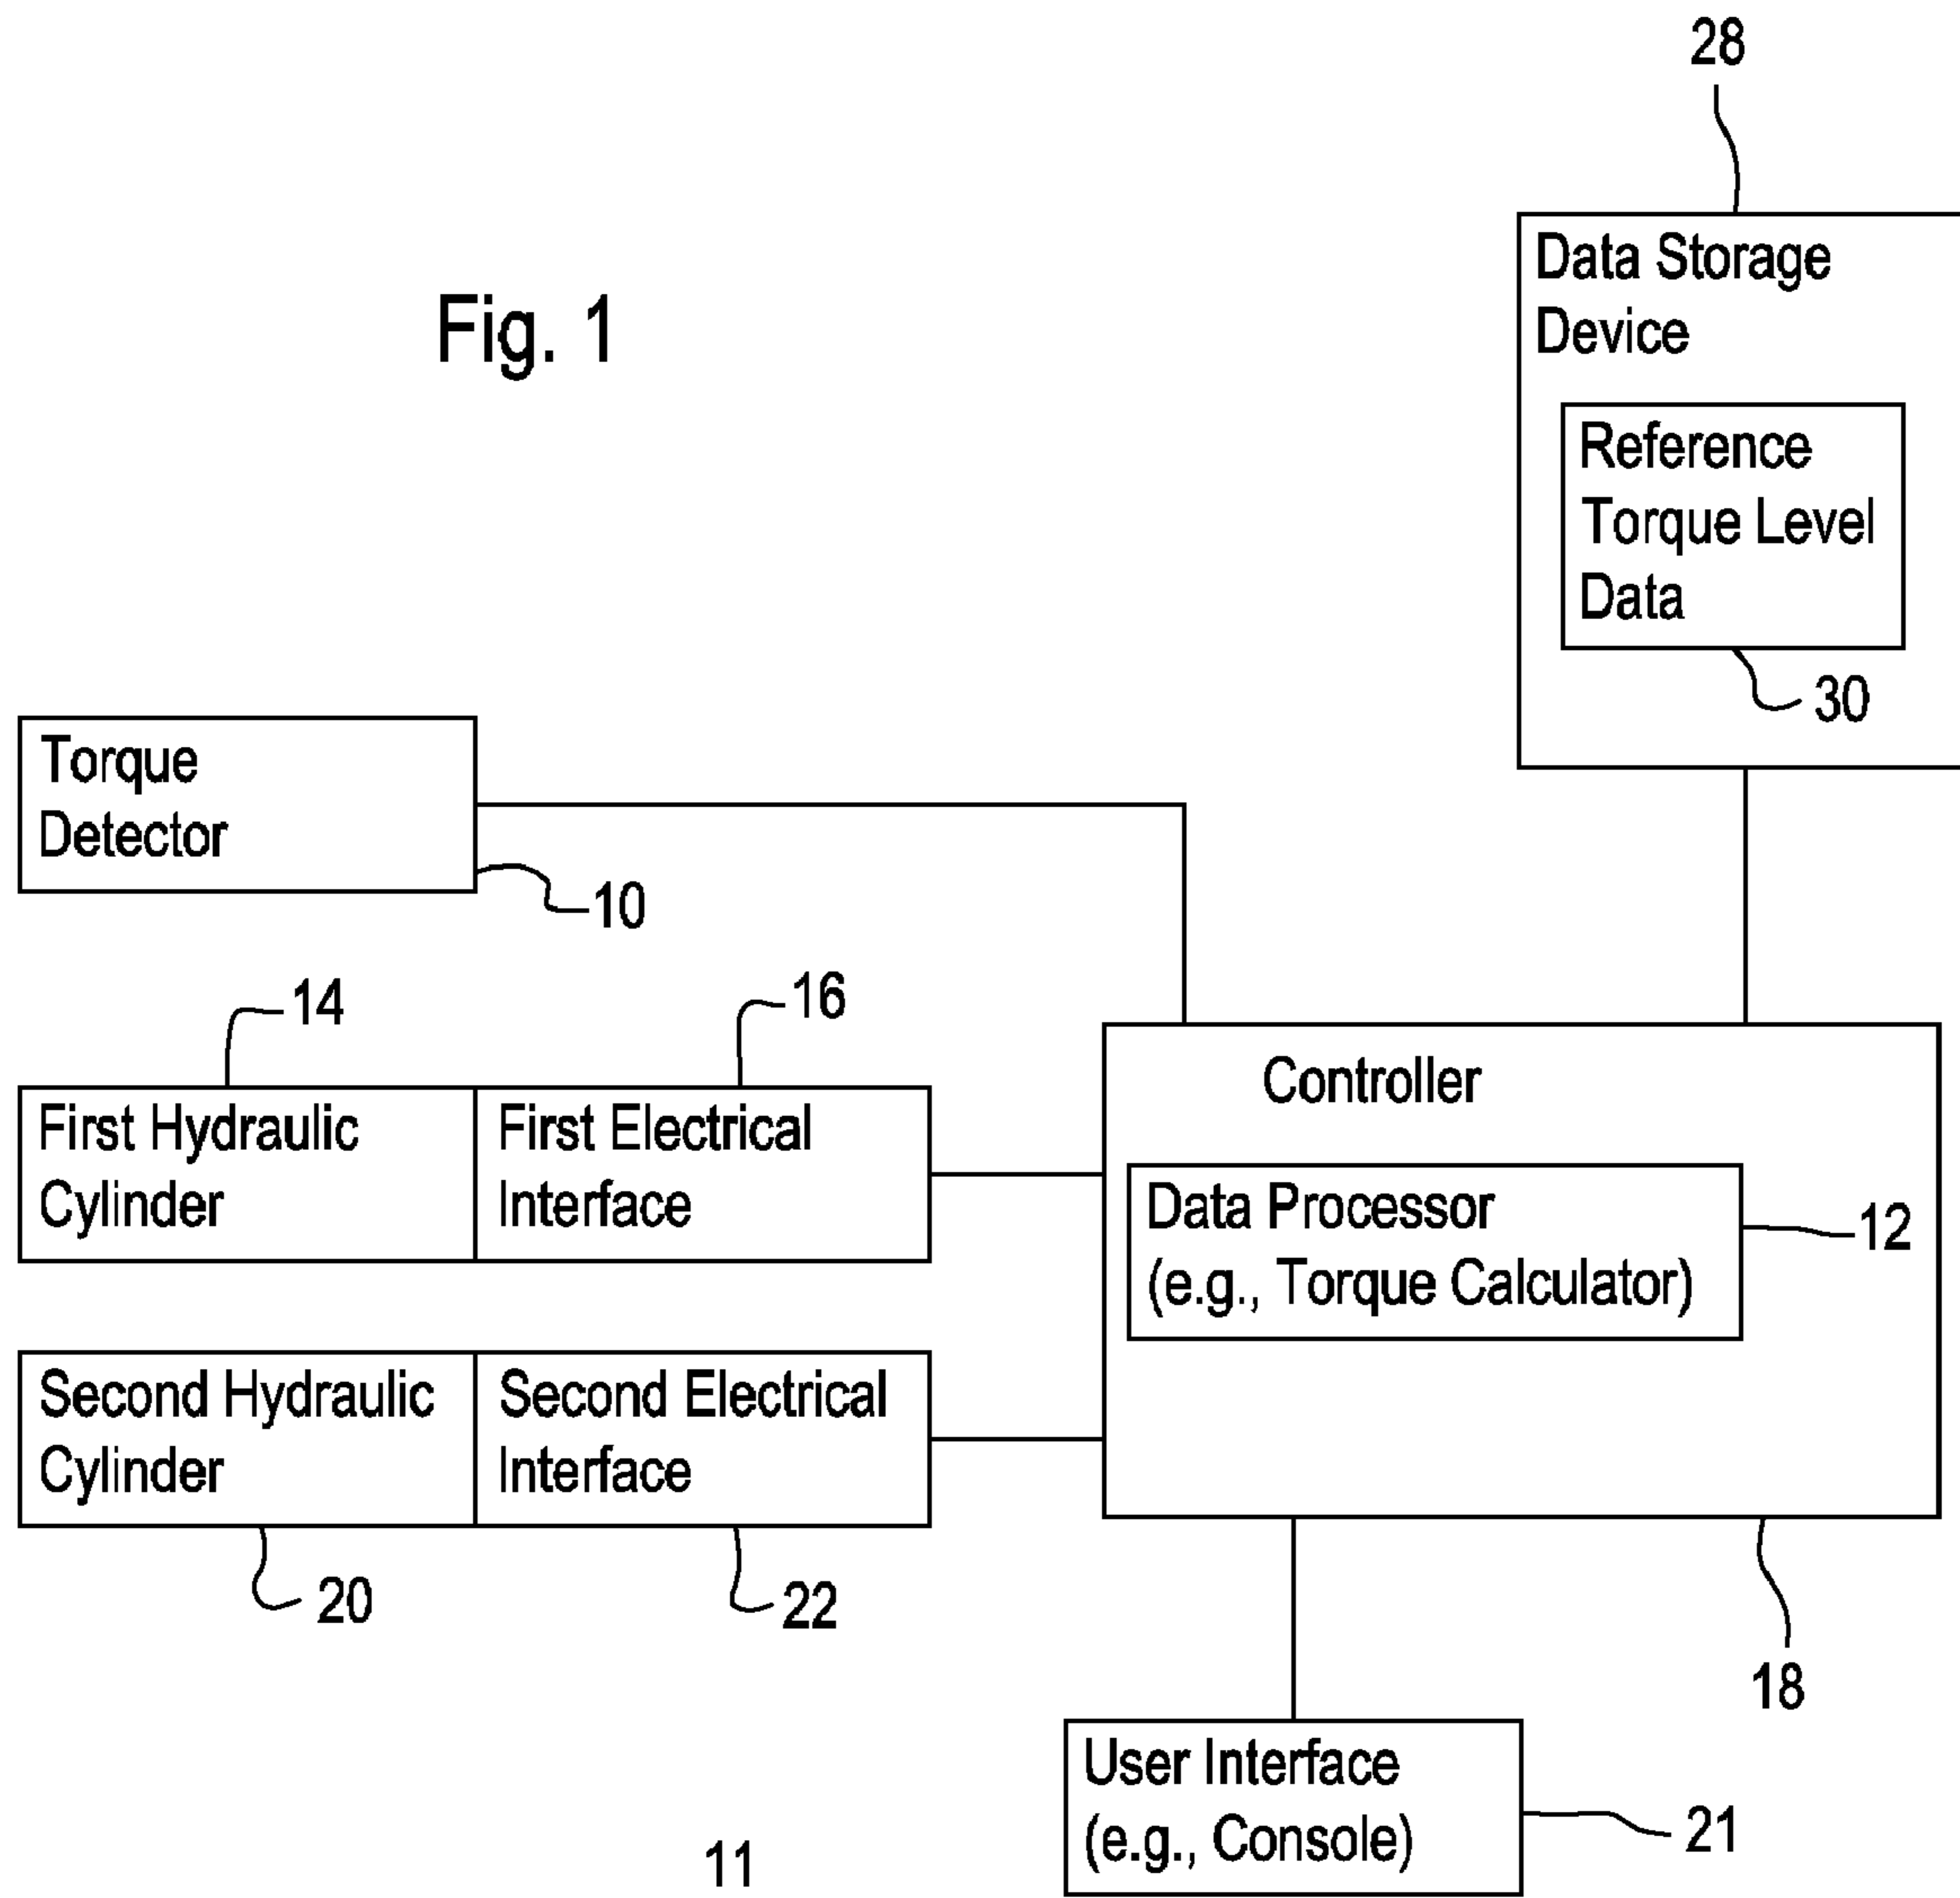 28
Fig. 1
Data Storage
Device
Reference
Torque Level
Data
30
Torque
Detector
10
14
16
First Hydraulic
Cylinder
First Electrical
Interface
Controller
Data Processor
(e.g., Torque Calculator)
12
Second Hydraulic
Cylinder
Second Electrical
Interface
20
22
18
User Interface
(e.g., Console)
21
11